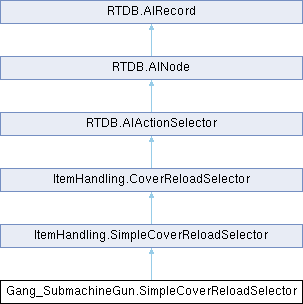 RTDB.AIRecord
RTDB.AINode
RTDB.AIActionSelector
ItemHandling.CoverReloadSelector
ItemHandling.SimpleCoverReloadSelector
Gang_SubmachineGun.SimpleCoverReloadSelector